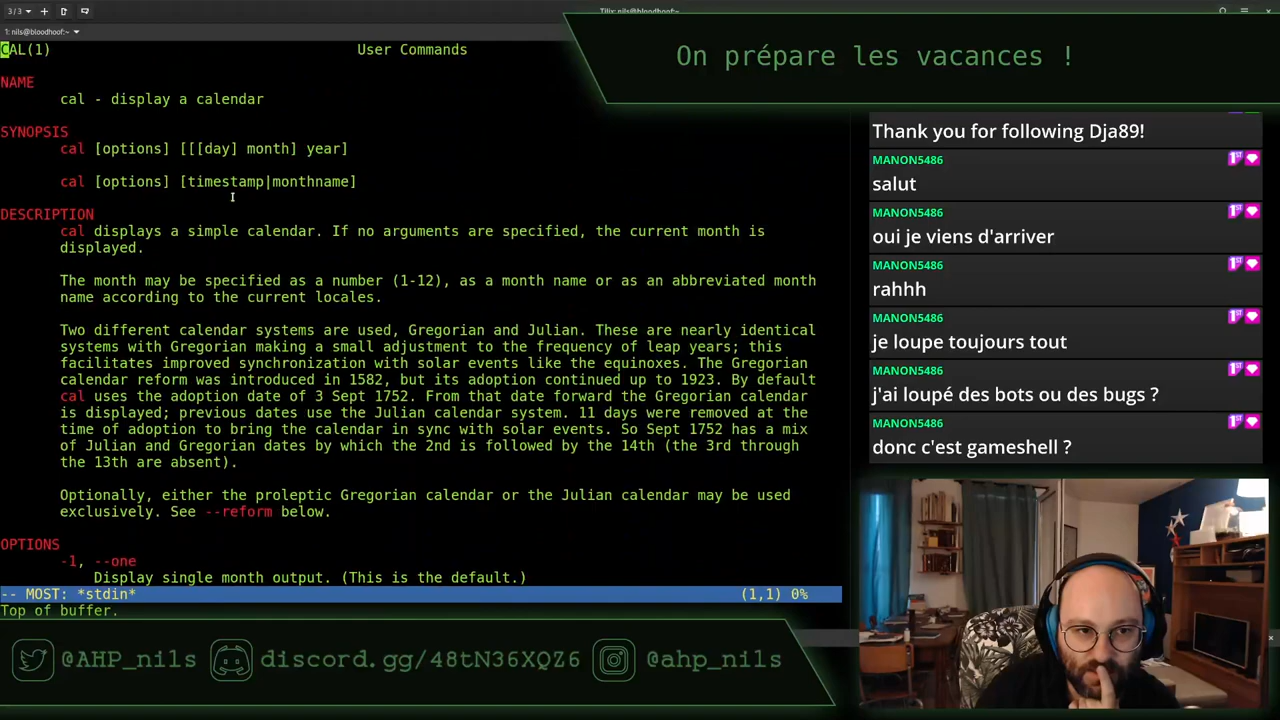 3/3
Tilix: nils@bloodhoof:~
1: nils@bloodhoof:~
CAL(1) User Commands
NAME
cal - display a calendar
SYNOPSIS
cal [options] [[[day] month] year]
cal [options] [timestamp|monthname]
DESCRIPTION
cal displays a simple calendar. If no arguments are specified, the current month is
displayed.
The month may be specified as a number (1-12), as a month name or as an abbreviated month
name according to the current locales.
Two different calendar systems are used, Gregorian and Julian. These are nearly identical
systems with Gregorian making a small adjustment to the frequency of leap years; this
facilitates improved synchronization with solar events like the equinoxes. The Gregorian
calendar reform was introduced in 1582, but its adoption continued up to 1923. By default
cal uses the adoption date of 3 Sept 1752. From that date forward the Gregorian calendar
is displayed; previous dates use the Julian calendar system. 11 days were removed at the
time of adoption to bring the calendar in sync with solar events. So Sept 1752 has a mix
of Julian and Gregorian dates by which the 2nd is followed by the 14th (the 3rd through
the 13th are absent).
Optionally, either the proleptic Gregorian calendar or the Julian calendar may be used
exclusively. See --reform below.
OPTIONS
-1, --one
Display single month output. (This is the default.)
-- MOST: *stdin* (1,1) 0%
Top of buffer.
On prépare les vacances !
Thank you for following Dja89!
MANON5486
salut
MANON5486
oui je viens d'arriver
MANON5486
rahhh
MANON5486
je loupe toujours tout
MANON5486
j'ai loupé des bots ou des bugs ?
MANON5486
donc c'est gameshell ?
@AHP_nils discord.gg/48tN36XQZ6 @ahp_nils